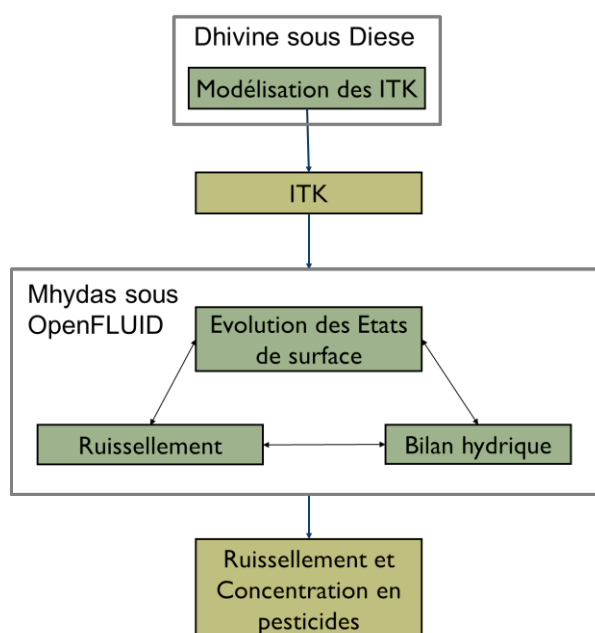 Dhivine sous Diese
Modélisation des ITK
ITK
Mhydas sous
OpenFLUID
Evolution des Etats
de surface
Ruissellement
Bilan hydrique
Ruissellement et
Concentration en
pesticides